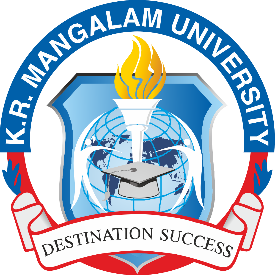 K.R. MANGALAM UNIVERSITY
DESTINATION SUCCESS